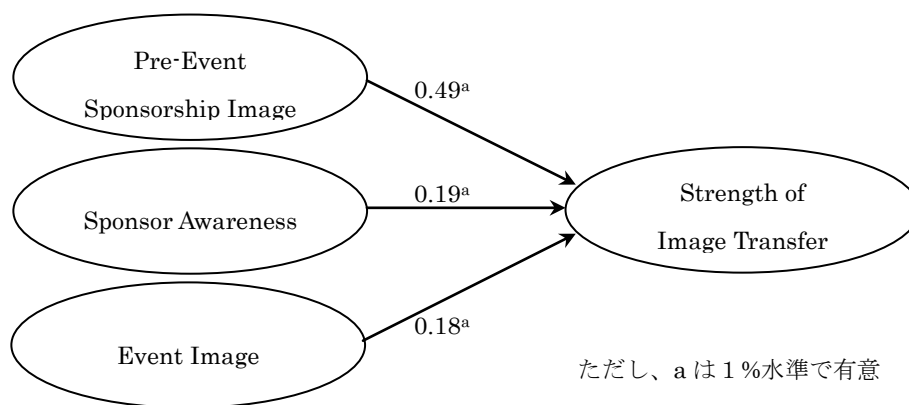 Pre-Event
Sponsorship Image
0.49a
Sponsor Awareness
0.19a
Strength of
Image Transfer
Event Image
0.18a
ただし、a は 1 %水準で有意